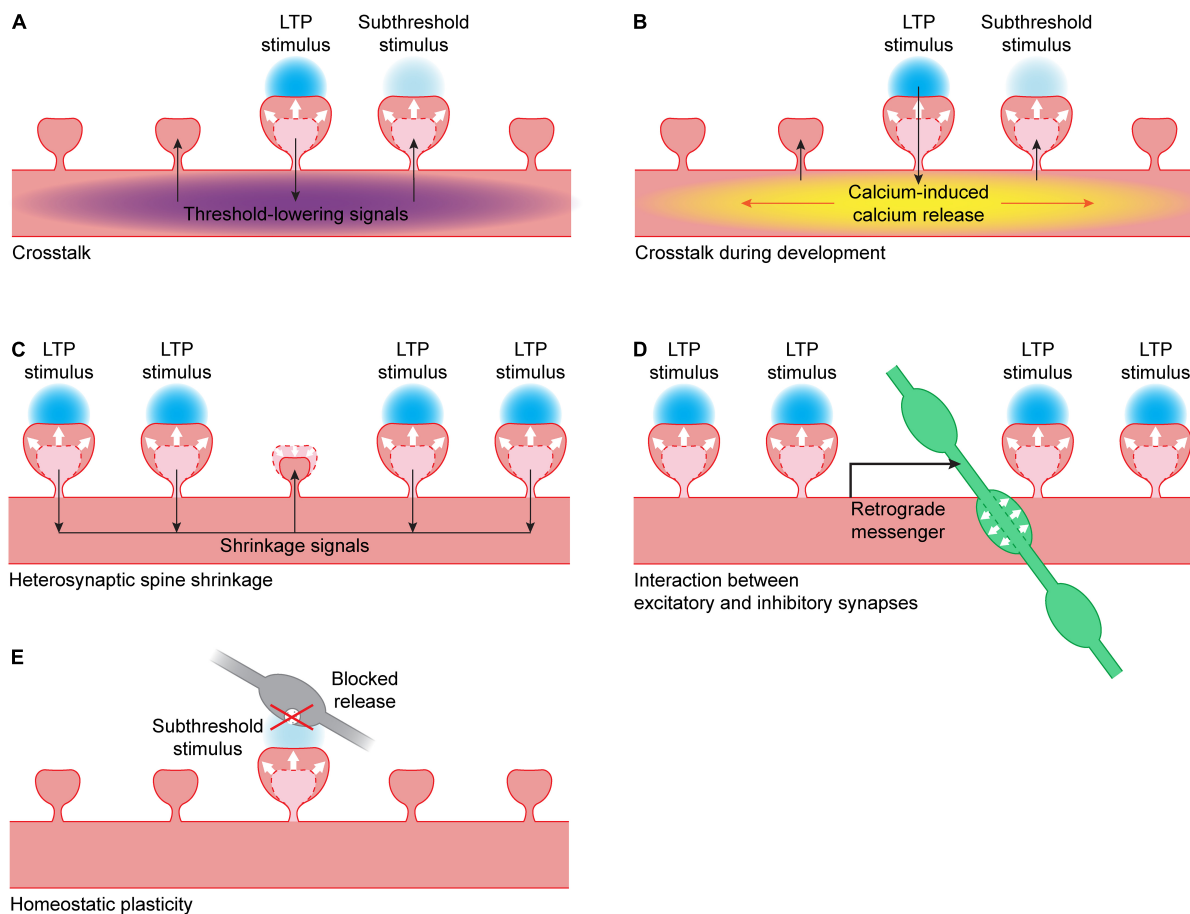 A
LTP
stimulus
Subthreshold
stimulus
Threshold-lowering signals
Crosstalk
B
LTP
stimulus
Subthreshold
stimulus
Calcium-induced
calcium release
Crosstalk during development
C
LTP
stimulus
LTP
stimulus
LTP
stimulus
LTP
stimulus
Shrinkage signals
Heterosynaptic spine shrinkage
D
LTP
stimulus
LTP
stimulus
LTP
stimulus
LTP
stimulus
Retrograde
messenger
Interaction between
excitatory and inhibitory synapses
E
Blocked
release
Subthreshold
stimulus
Homeostatic plasticity